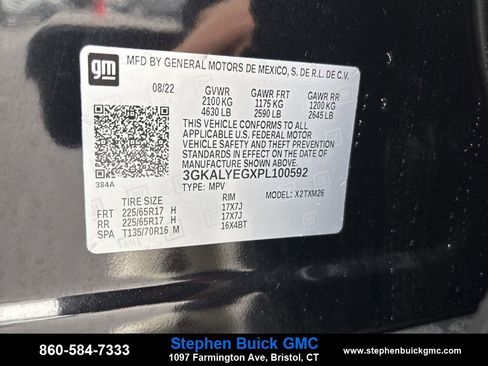 gm
MFD BY GENERAL MOTORS DE MEXICO, S. DE R.L. DE C.V.
08/22 GVWR GAWR FRT GAWR RR
2100 KG 1175 KG 1200 KG
4630 LB 2590 LB 2645 LB
THIS VEHICLE CONFORMS TO ALL
APPLICABLE U.S. FEDERAL MOTOR
VEHICLE SAFETY AND THEFT
PREVENTION STANDARDS IN
EFFECT ON THE DATE OF
MANUFACTURE SHOWN ABOVE.
384A
3GKALYEGXPL100592
TYPE: MPV MODEL: X2TXM26
TIRE SIZE RIM
FRT 225/65R17 H 17X7J
RR 225/65R17 H 17X7J
SPA T135/70R16 M 16X4BT
860-584-7333
Stephen Buick GMC
1097 Farmington Ave, Bristol, CT
www.stephenbuickgmc.com